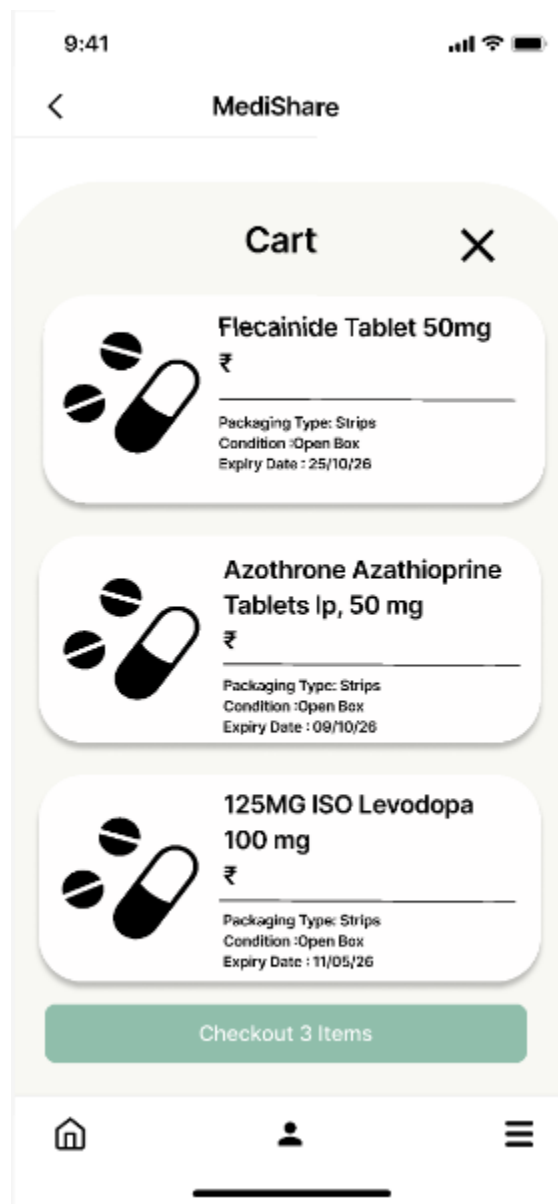 9:41
MediShare
Cart
Flecainide Tablet 50mg
₹
Packaging Type: Strips
Condition :Open Box
Expiry Date : 25/10/26
Azothrone Azathioprine
Tablets Ip, 50 mg
₹
Packaging Type: Strips
Condition :Open Box
Expiry Date : 09/10/26
125MG ISO Levodopa
100 mg
₹
Packaging Type: Strips
Condition :Open Box
Expiry Date : 11/05/26
Checkout 3 Items